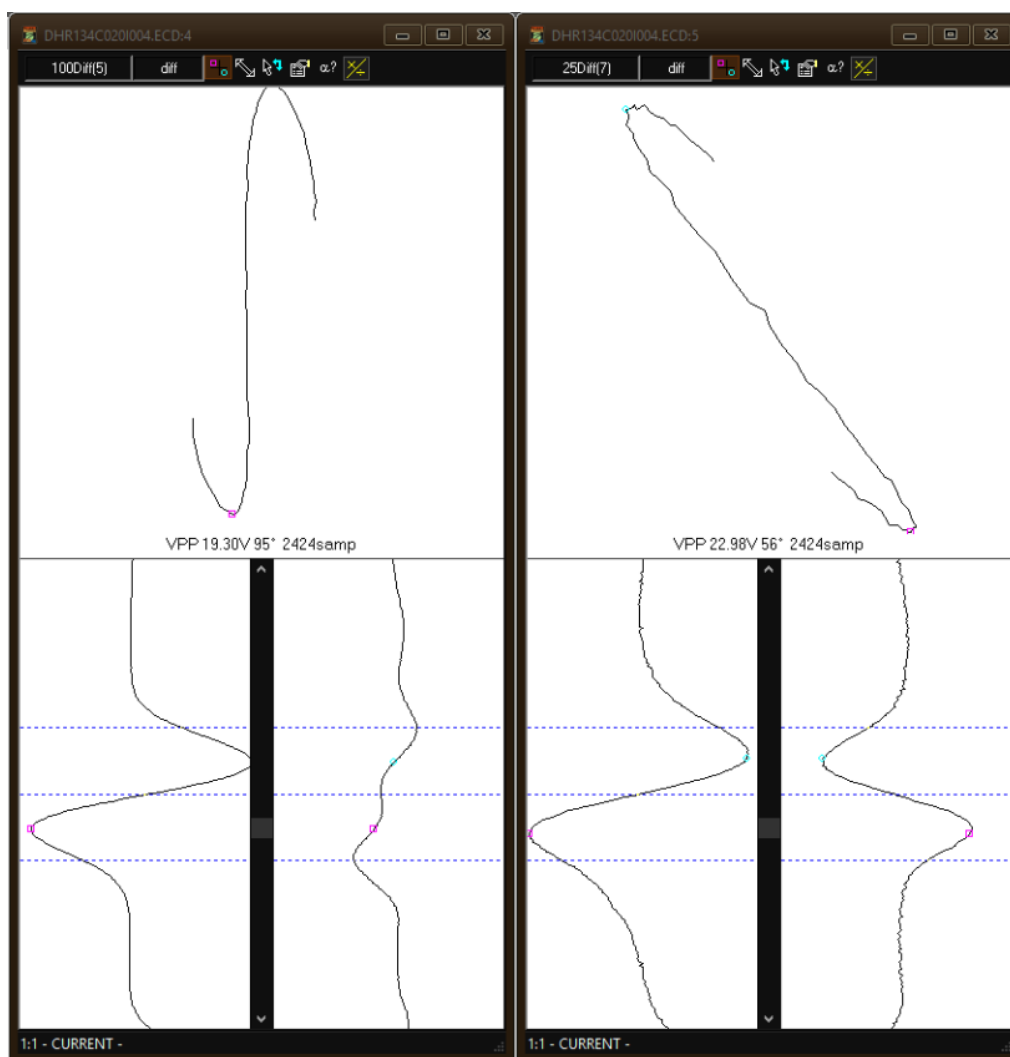 DHR134C020I004.ECD:4
100Diff(5) diff α?
VPP 19.30V 95° 2424samp
1:1 - CURRENT -
DHR134C020I004.ECD:5
25Diff(7) diff α?
VPP 22.98V 56° 2424samp
1:1 - CURRENT -